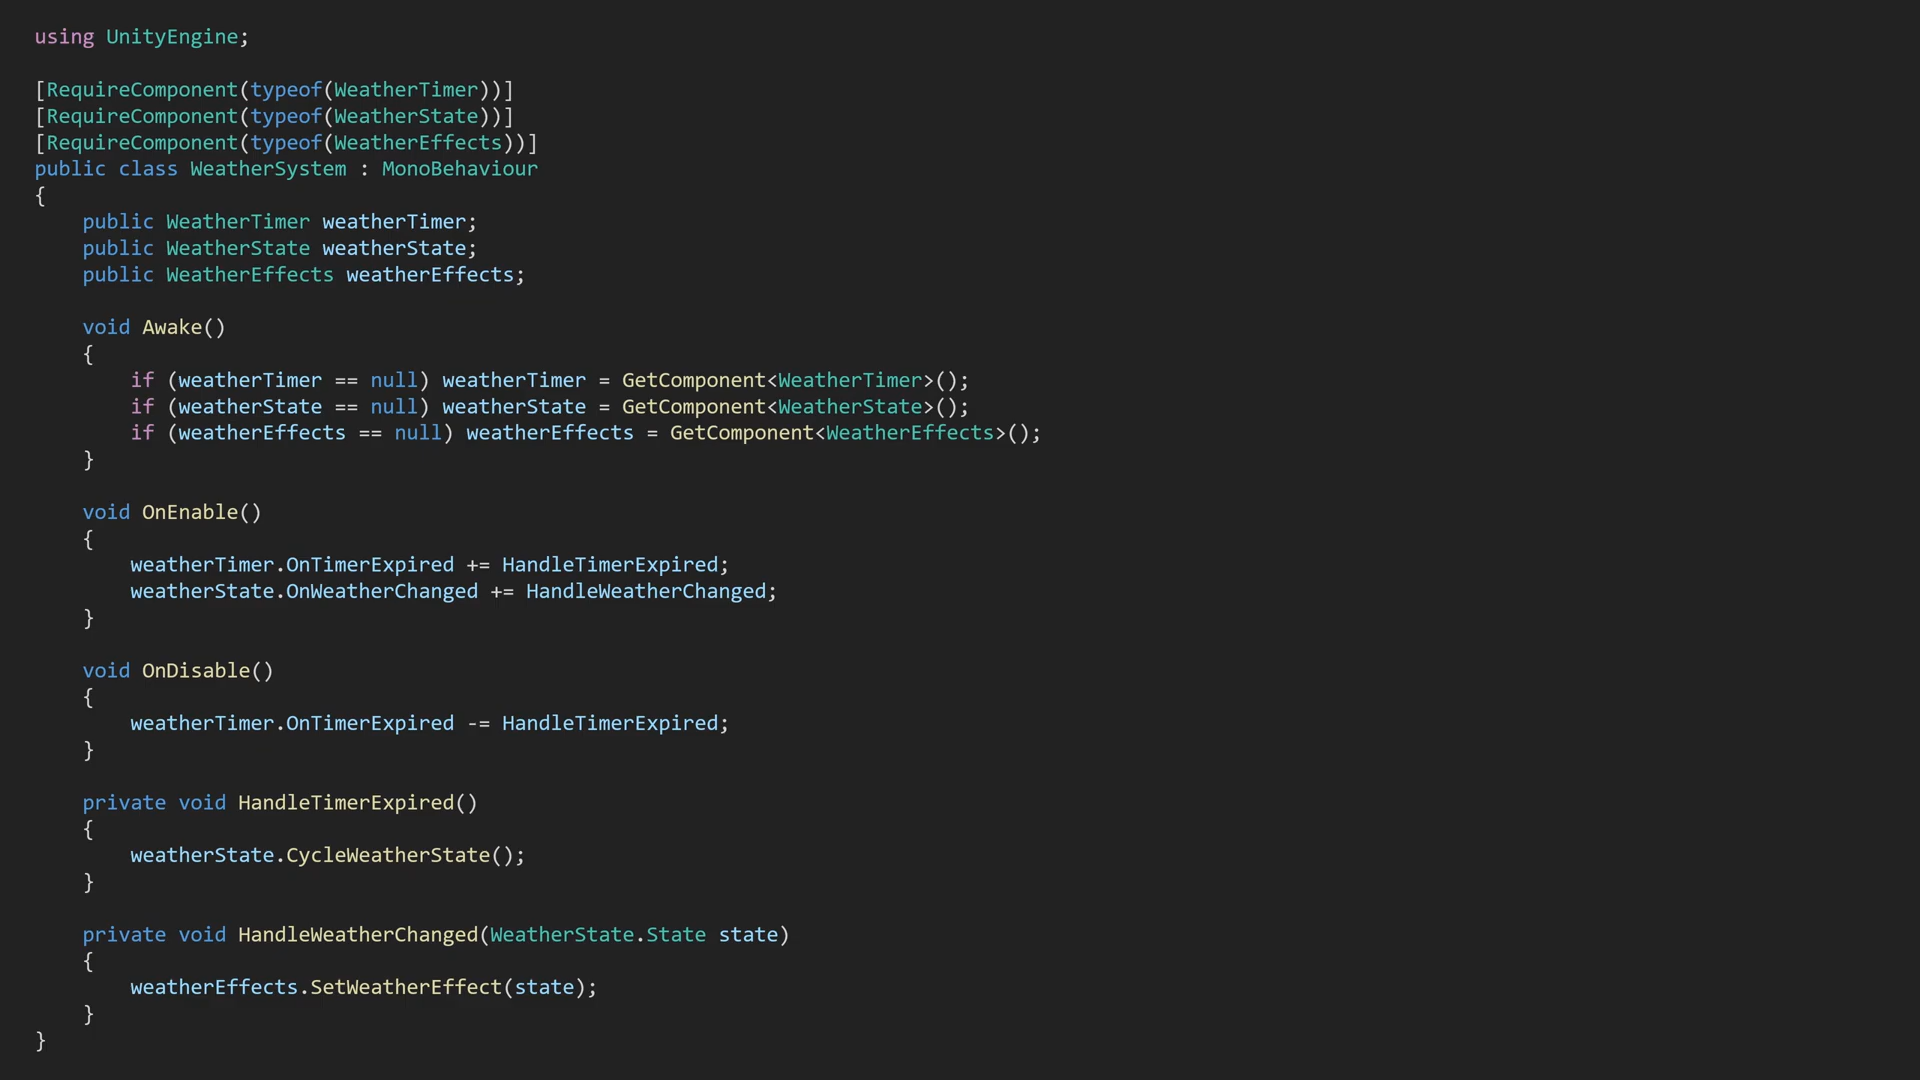 using UnityEngine;

[RequireComponent(typeof(WeatherTimer))]
[RequireComponent(typeof(WeatherState))]
[RequireComponent(typeof(WeatherEffects))]
public class WeatherSystem : MonoBehaviour
{
    public WeatherTimer weatherTimer;
    public WeatherState weatherState;
    public WeatherEffects weatherEffects;

    void Awake()
    {
        if (weatherTimer == null) weatherTimer = GetComponent<WeatherTimer>();
        if (weatherState == null) weatherState = GetComponent<WeatherState>();
        if (weatherEffects == null) weatherEffects = GetComponent<WeatherEffects>();
    }

    void OnEnable()
    {
        weatherTimer.OnTimerExpired += HandleTimerExpired;
        weatherState.OnWeatherChanged += HandleWeatherChanged;
    }

    void OnDisable()
    {
        weatherTimer.OnTimerExpired -= HandleTimerExpired;
    }

    private void HandleTimerExpired()
    {
        weatherState.CycleWeatherState();
    }

    private void HandleWeatherChanged(WeatherState.State state)
    {
        weatherEffects.SetWeatherEffect(state);
    }
}